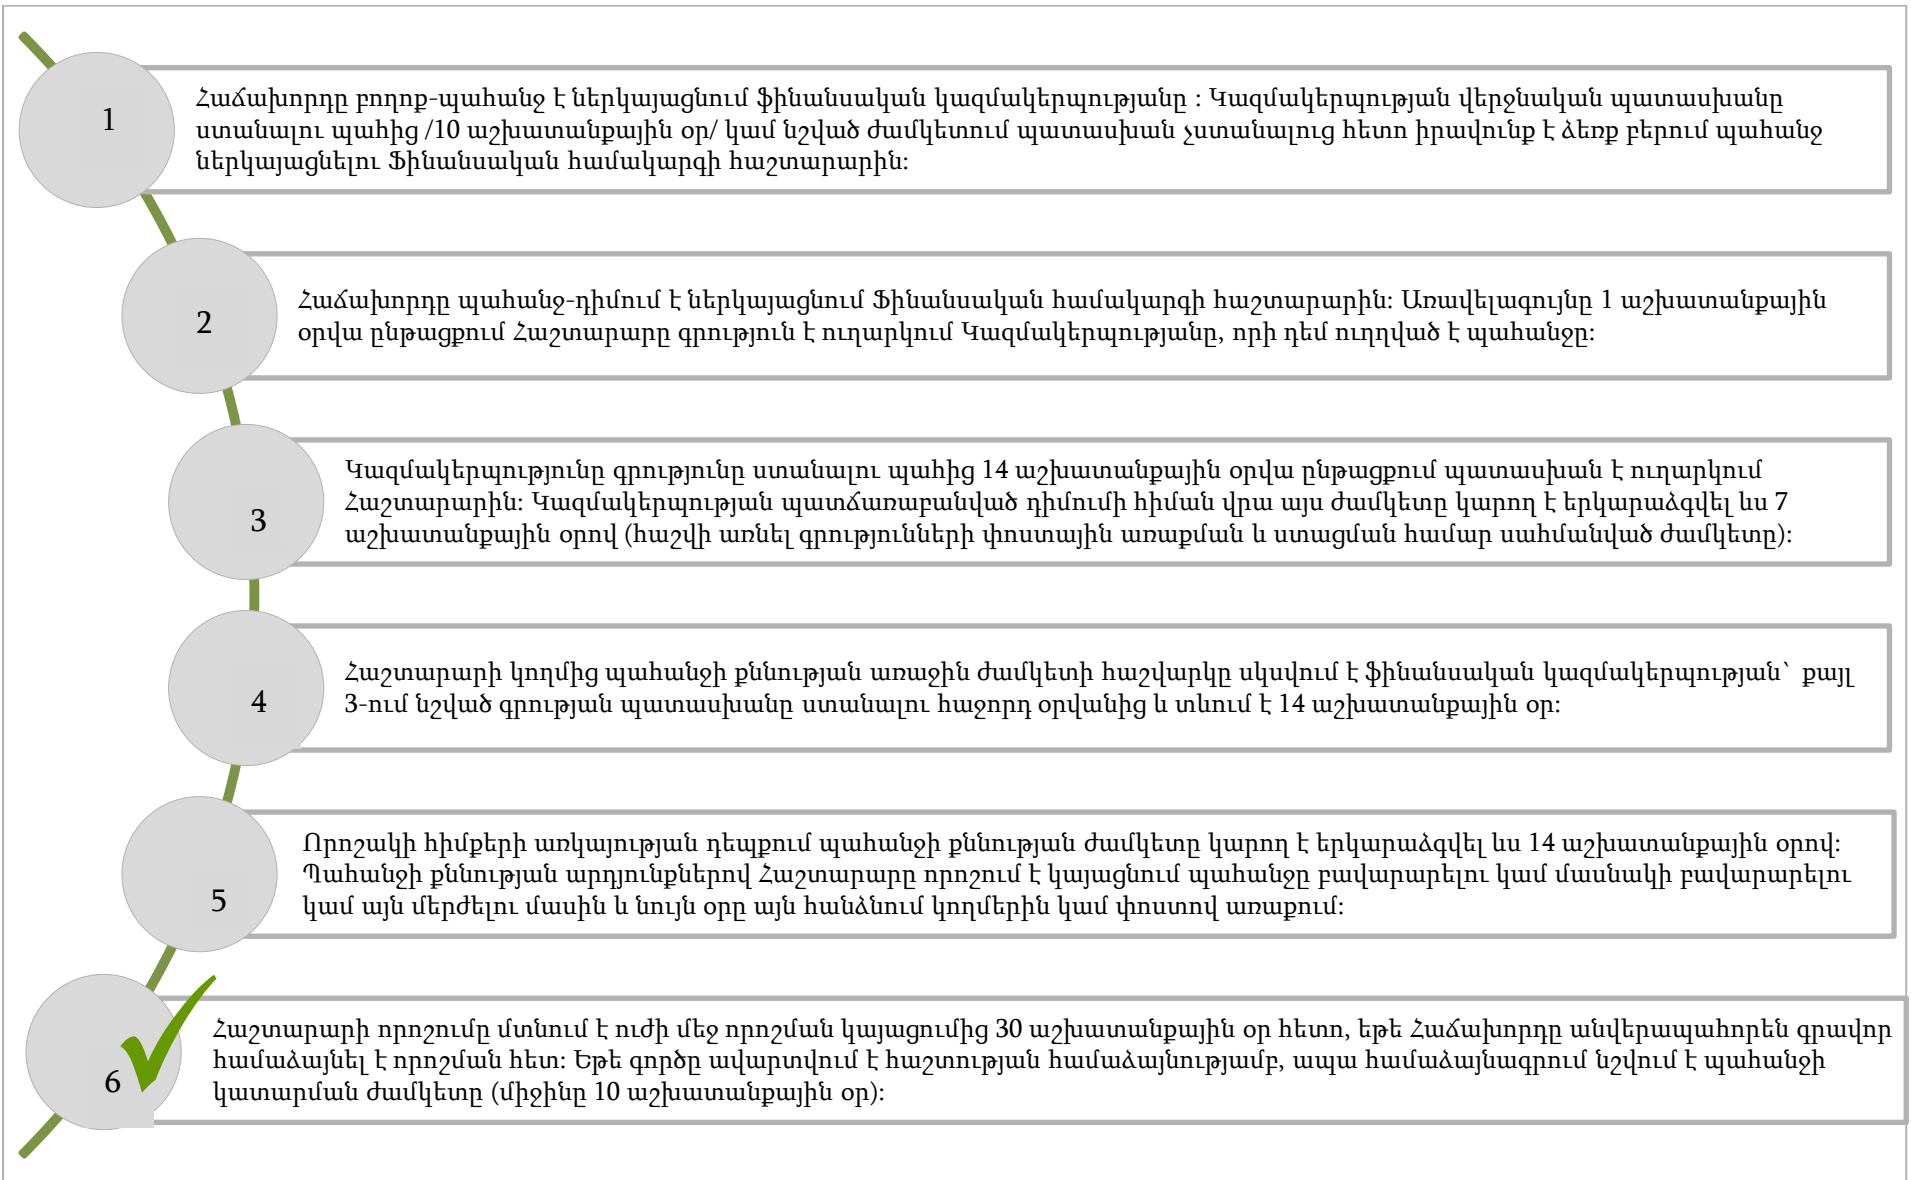 1
Հաճախորդը բողոք-պահանջ է ներկայացնում ֆինանսական կազմակերպությանը : Կազմակերպության վերջնական պատասխանը
ստանալու պահից /10 աշխատանքային օր/ կամ նշված ժամկետում պատասխան չստանալուց հետո իրավունք է ձեռք բերում պահանջ
ներկայացնելու Ֆինանսական համակարգի հաշտարարին:
2
Հաճախորդը պահանջ-դիմում է ներկայացնում Ֆինանսական համակարգի հաշտարարին: Առավելագույնը 1 աշխատանքային
օրվա ընթացքում Հաշտարարը գրություն է ուղարկում Կազմակերպությանը, որի դեմ ուղղված է պահանջը:
3
Կազմակերպությունը գրությունը ստանալու պահից 14 աշխատանքային օրվա ընթացքում պատասխան է ուղարկում
Հաշտարարին: Կազմակերպության պատճառաբանված դիմումի հիման վրա այս ժամկետը կարող է երկարաձգվել ևս 7
աշխատանքային օրով (հաշվի առնել գրությունների փոստային առաքման և ստացման համար սահմանված ժամկետը):
4
Հաշտարարի կողմից պահանջի քննության առաջին ժամկետի հաշվարկը սկսվում է ֆինանսական կազմակերպության՝ քայլ
3-ում նշված գրության պատասխանը ստանալու հաջորդ օրվանից և տևում է 14 աշխատանքային օր:
5
Որոշակի հիմքերի առկայության դեպքում պահանջի քննության ժամկետը կարող է երկարաձգվել ևս 14 աշխատանքային օրով:
Պահանջի քննության արդյունքներով Հաշտարարը որոշում է կայացնում պահանջը բավարարելու կամ մասնակի բավարարելու
կամ այն մերժելու մասին և նույն օրը այն հանձնում կողմերին կամ փոստով առաքում:
6
Հաշտարարի որոշումը մտնում է ուժի մեջ որոշման կայացումից 30 աշխատանքային օր հետո, եթե Հաճախորդը անվերապահորեն գրավոր
համաձայնել է որոշման հետ: Եթե գործը ավարտվում է հաշտության համաձայնությամբ, ապա համաձայնագրում նշվում է պահանջի
կատարման ժամկետը (միջինը 10 աշխատանքային օր):